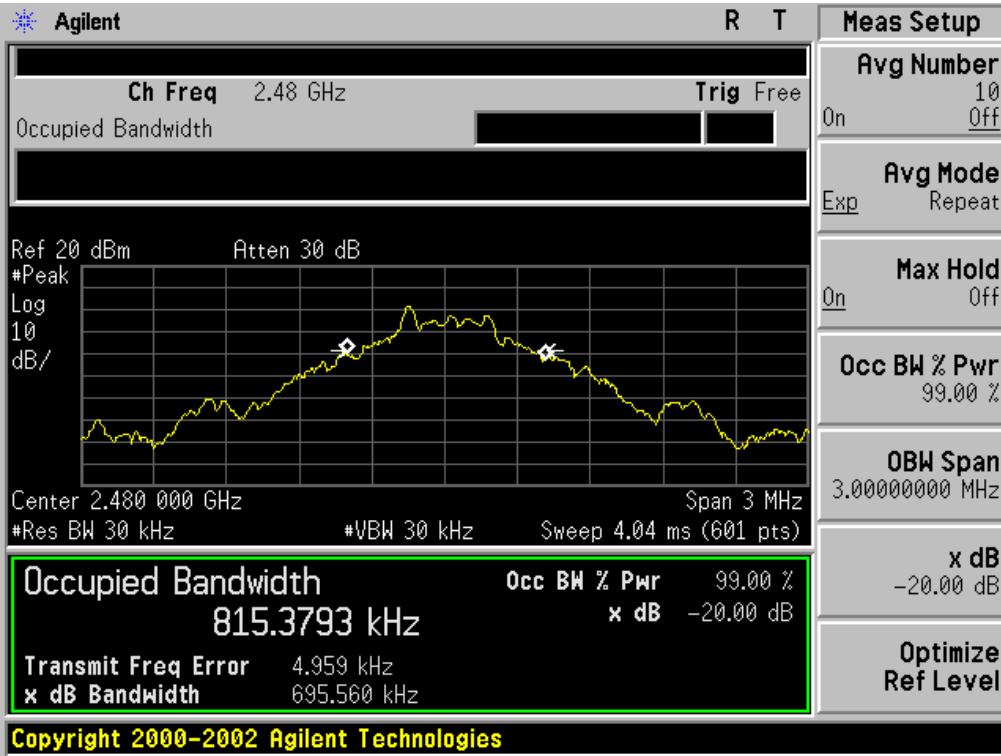 Agilent R T
Ch Freq 2.48 GHz Trig Free
Occupied Bandwidth
Ref 20 dBm Atten 30 dB
#Peak
Log
10
dB/
Center 2.480 000 GHz Span 3 MHz
#Res BW 30 kHz #VBW 30 kHz Sweep 4.04 ms (601 pts)
Occupied Bandwidth Occ BW % Pwr 99.00 %
815.3793 kHz x dB -20.00 dB
Transmit Freq Error 4.959 kHz
x dB Bandwidth 695.560 kHz
Copyright 2000-2002 Agilent Technologies
Meas Setup
Avg Number
10
On Off
Avg Mode
Exp Repeat
Max Hold
On Off
Occ BW % Pwr
99.00 %
OBW Span
3.00000000 MHz
x dB
-20.00 dB
Optimize
Ref Level